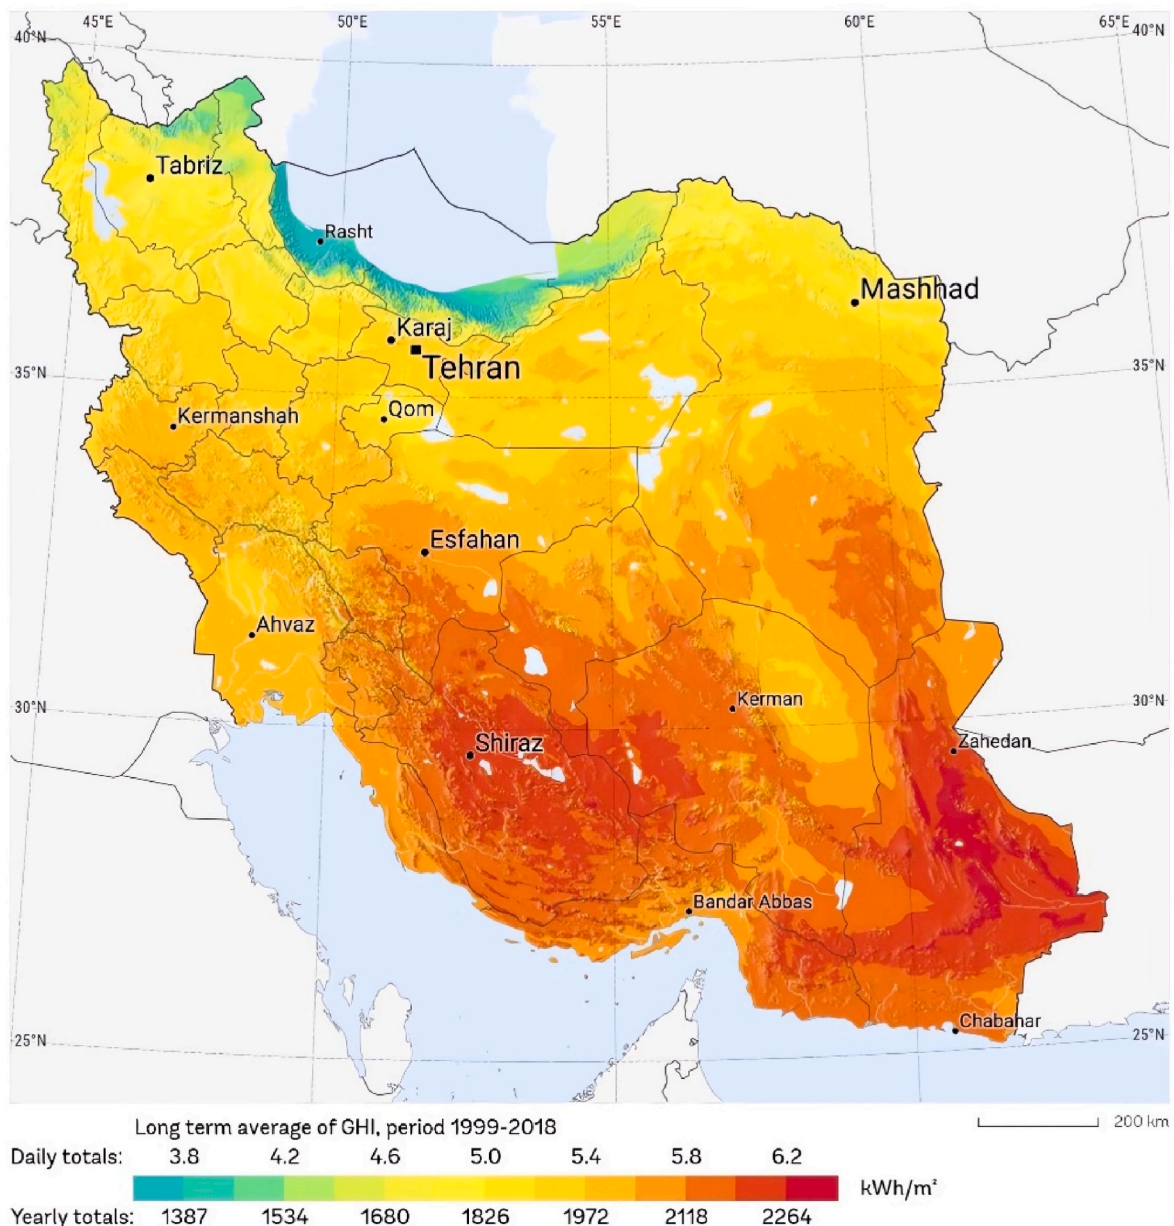 45°E 50°E 55°E 60°E 65°E
40°N 40°N
Tabriz
Rasht
Mashhad
Karaj
Tehran
35°N 35°N
Kermanshah
Qom
Esfahan
Ahvaz
Kerman
30°N 30°N
Shiraz
Zahedan
Bandar Abbas
Chabahar
25°N 25°N
Long term average of GHI, period 1999-2018
200 km
Daily totals: 3.8 4.2 4.6 5.0 5.4 5.8 6.2
kWh/m²
Yearly totals: 1387 1534 1680 1826 1972 2118 2264